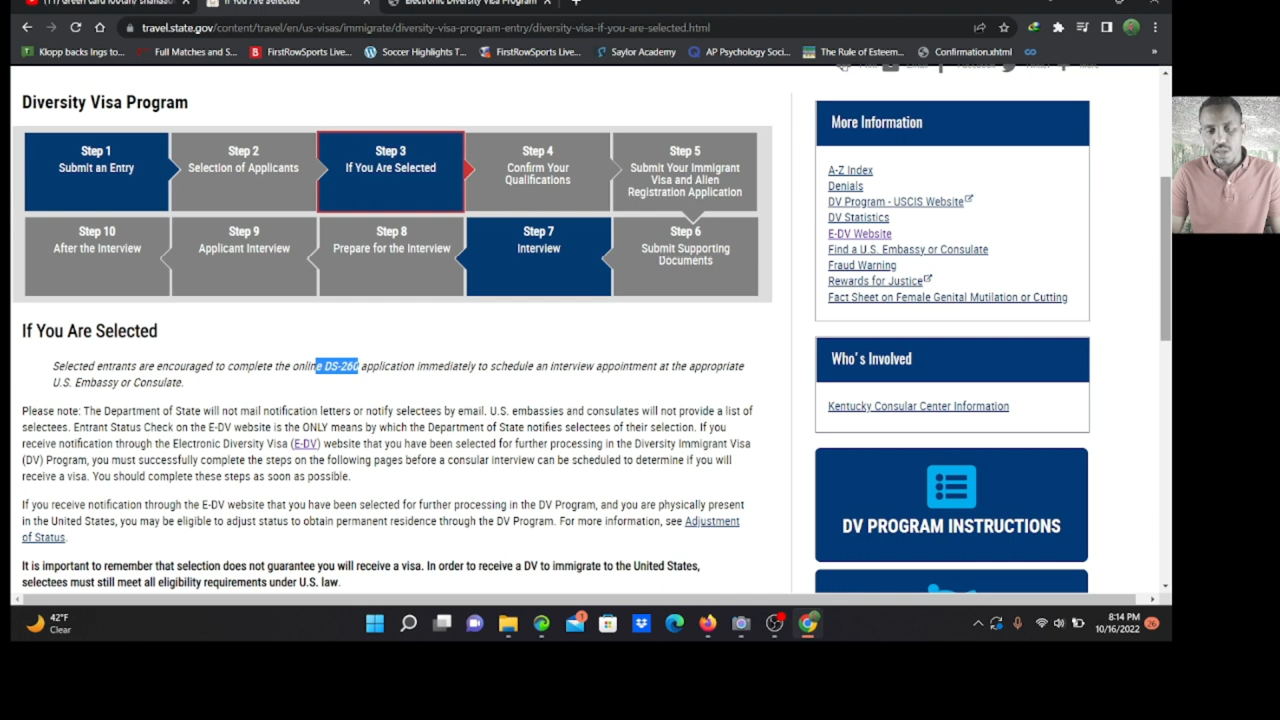 If You Are Selected
Electronic Diversity Visa Program
travel.state.gov/content/travel/en/us-visas/immigrate/diversity-visa-program-entry/diversity-visa-if-you-are-selected.html
Klopp backs Ings to...
Full Matches and S...
FirstRowSports Live...
Soccer Highlights T...
FirstRowSports Live...
Saylor Academy
AP Psychology Soci...
The Rule of Esteem...
Confirmation.xhtml
»
Diversity Visa Program
Step 1
Submit an Entry
Step 2
Selection of Applicants
Step 3
If You Are Selected
Step 4
Confirm Your
Qualifications
Step 5
Submit Your Immigrant
Visa and Alien
Registration Application
Step 10
After the Interview
Step 9
Applicant Interview
Step 8
Prepare for the Interview
Step 7
Interview
Step 6
Submit Supporting
Documents
If You Are Selected
Selected entrants are encouraged to complete the online DS-260 application immediately to schedule an interview appointment at the appropriate
U.S. Embassy or Consulate.
Please note: The Department of State will not mail notification letters or notify selectees by email. U.S. embassies and consulates will not provide a list of
selectees. Entrant Status Check on the E-DV website is the ONLY means by which the Department of State notifies selectees of their selection. If you
receive notification through the Electronic Diversity Visa (E-DV) website that you have been selected for further processing in the Diversity Immigrant Visa
(DV) Program, you must successfully complete the steps on the following pages before a consular interview can be scheduled to determine if you will
receive a visa. You should complete these steps as soon as possible.
If you receive notification through the E-DV website that you have been selected for further processing in the DV Program, and you are physically present
in the United States, you may be eligible to adjust status to obtain permanent residence through the DV Program. For more information, see Adjustment
of Status.
It is important to remember that selection does not guarantee you will receive a visa. In order to receive a DV to immigrate to the United States,
selectees must still meet all eligibility requirements under U.S. law.
More Information
A-Z Index
Denials
DV Program - USCIS Website
DV Statistics
E-DV Website
Find a U.S. Embassy or Consulate
Fraud Warning
Rewards for Justice
Fact Sheet on Female Genital Mutilation or Cutting
Who's Involved
Kentucky Consular Center Information
DV PROGRAM INSTRUCTIONS
42°F
Clear
8:14 PM
10/16/2022
26